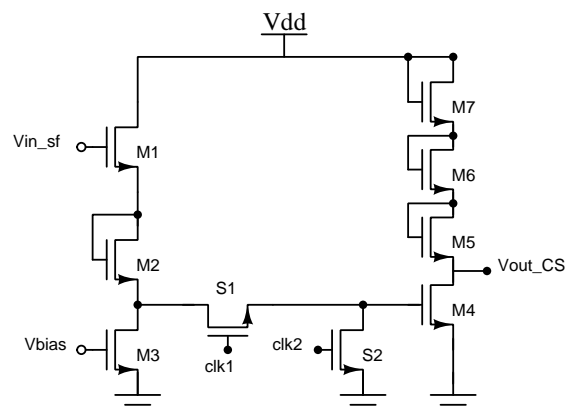 Vdd
M7
Vin_sf
M1
M6
M2
M5
S1
Vout_CS
M4
Vbias
M3
clk1
clk2
S2